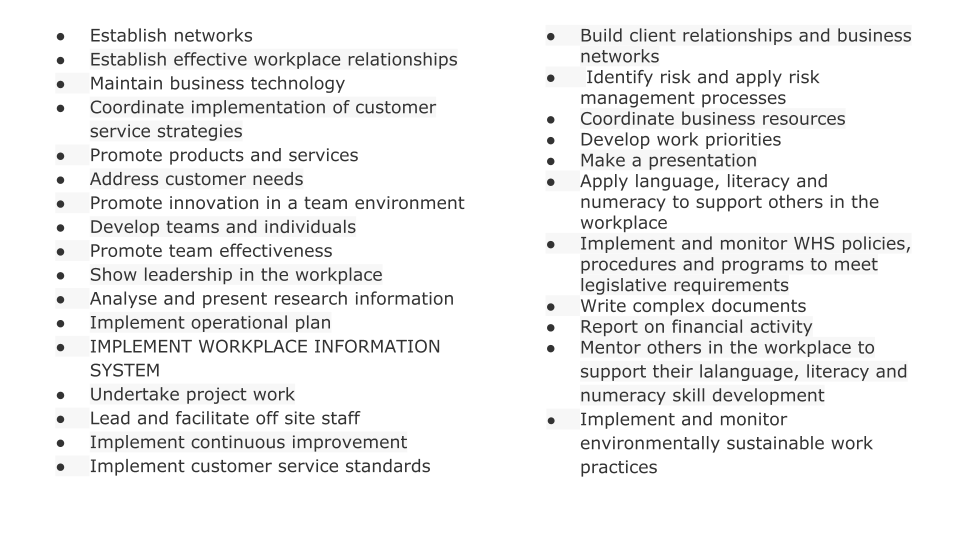 ● Establish networks
● Establish effective workplace relationships
● Maintain business technology
● Coordinate implementation of customer
service strategies
● Promote products and services
● Address customer needs
● Promote innovation in a team environment
● Develop teams and individuals
● Promote team effectiveness
● Show leadership in the workplace
● Analyse and present research information
● Implement operational plan
● IMPLEMENT WORKPLACE INFORMATION
SYSTEM
● Undertake project work
● Lead and facilitate off site staff
● Implement continuous improvement
● Implement customer service standards
● Build client relationships and business
networks
● Identify risk and apply risk
management processes
● Coordinate business resources
● Develop work priorities
● Make a presentation
● Apply language, literacy and
numeracy to support others in the
workplace
● Implement and monitor WHS policies,
procedures and programs to meet
legislative requirements
● Write complex documents
● Report on financial activity
● Mentor others in the workplace to
support their lalanguage, literacy and
numeracy skill development
● Implement and monitor
environmentally sustainable work
practices